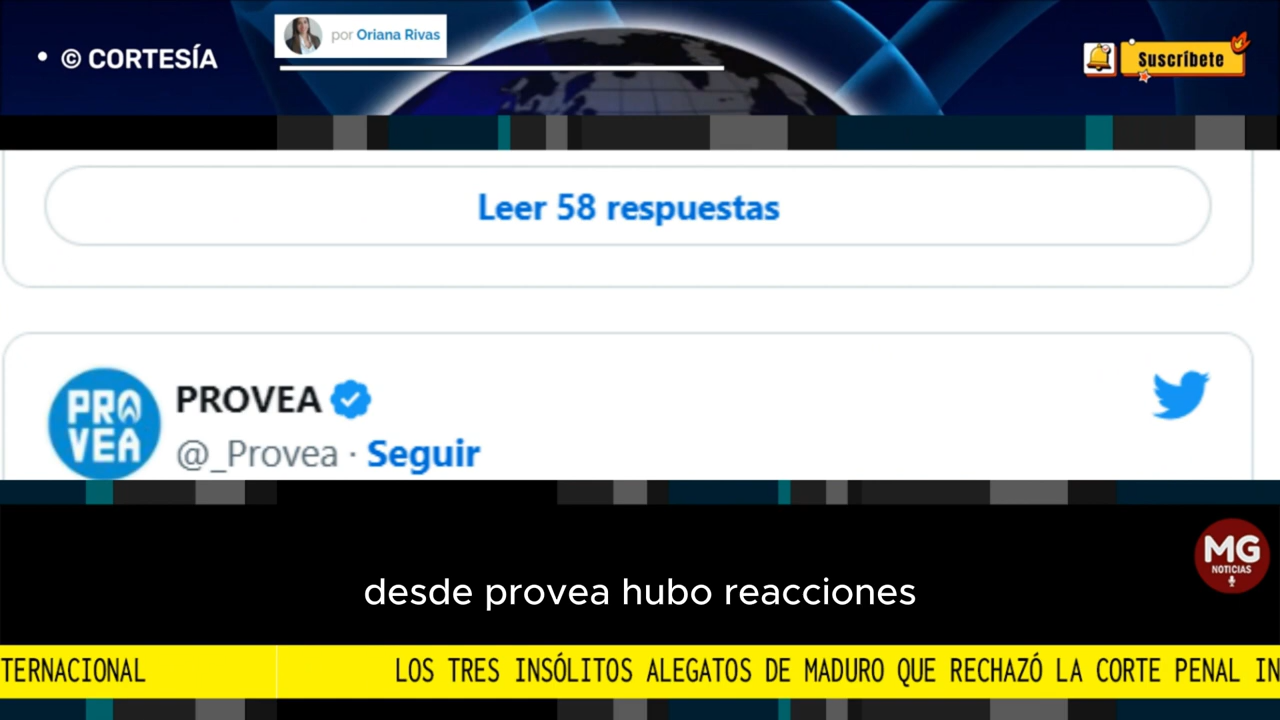 • © CORTESÍA
por Oriana Rivas
Suscríbete
Leer 58 respuestas
PRO
VEA
PROVEA
@_Provea · Seguir
MG
NOTICIAS
desde provea hubo reacciones
TERNACIONAL
LOS TRES INSÓLITOS ALEGATOS DE MADURO QUE RECHAZÓ LA CORTE PENAL IN